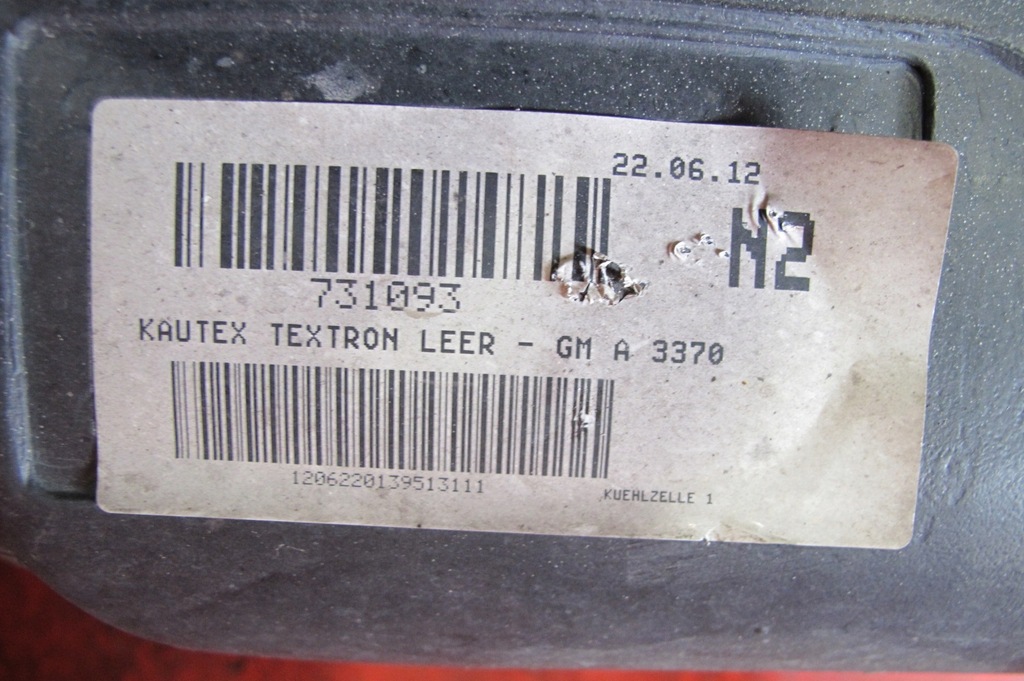 22.06.12
N2
731093
KAUTEX TEXTRON LEER - GM A 3370
1206220139513111
KUEHLZELLE 1